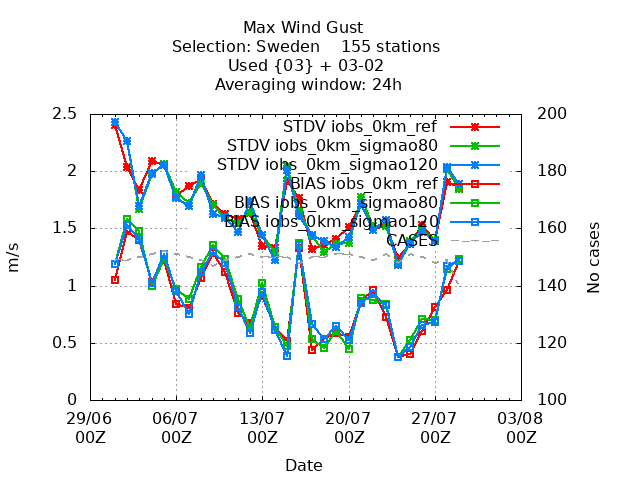 Max Wind Gust
Selection: Sweden 155 stations
Used {03} + 03-02
Averaging window: 24h
STDV iobs_0km_ref
STDV iobs_0km_sigmao80
STDV iobs_0km_sigmao120
BIAS iobs_0km_ref
BIAS iobs_0km_sigmao80
BIAS iobs_0km_sigmao120
CASES
2.5
2
1.5
1
0.5
0
m/s
200
180
160
140
120
100
No cases
29/06 06/07 13/07 20/07 27/07 03/08
00Z 00Z 00Z 00Z 00Z 00Z
Date